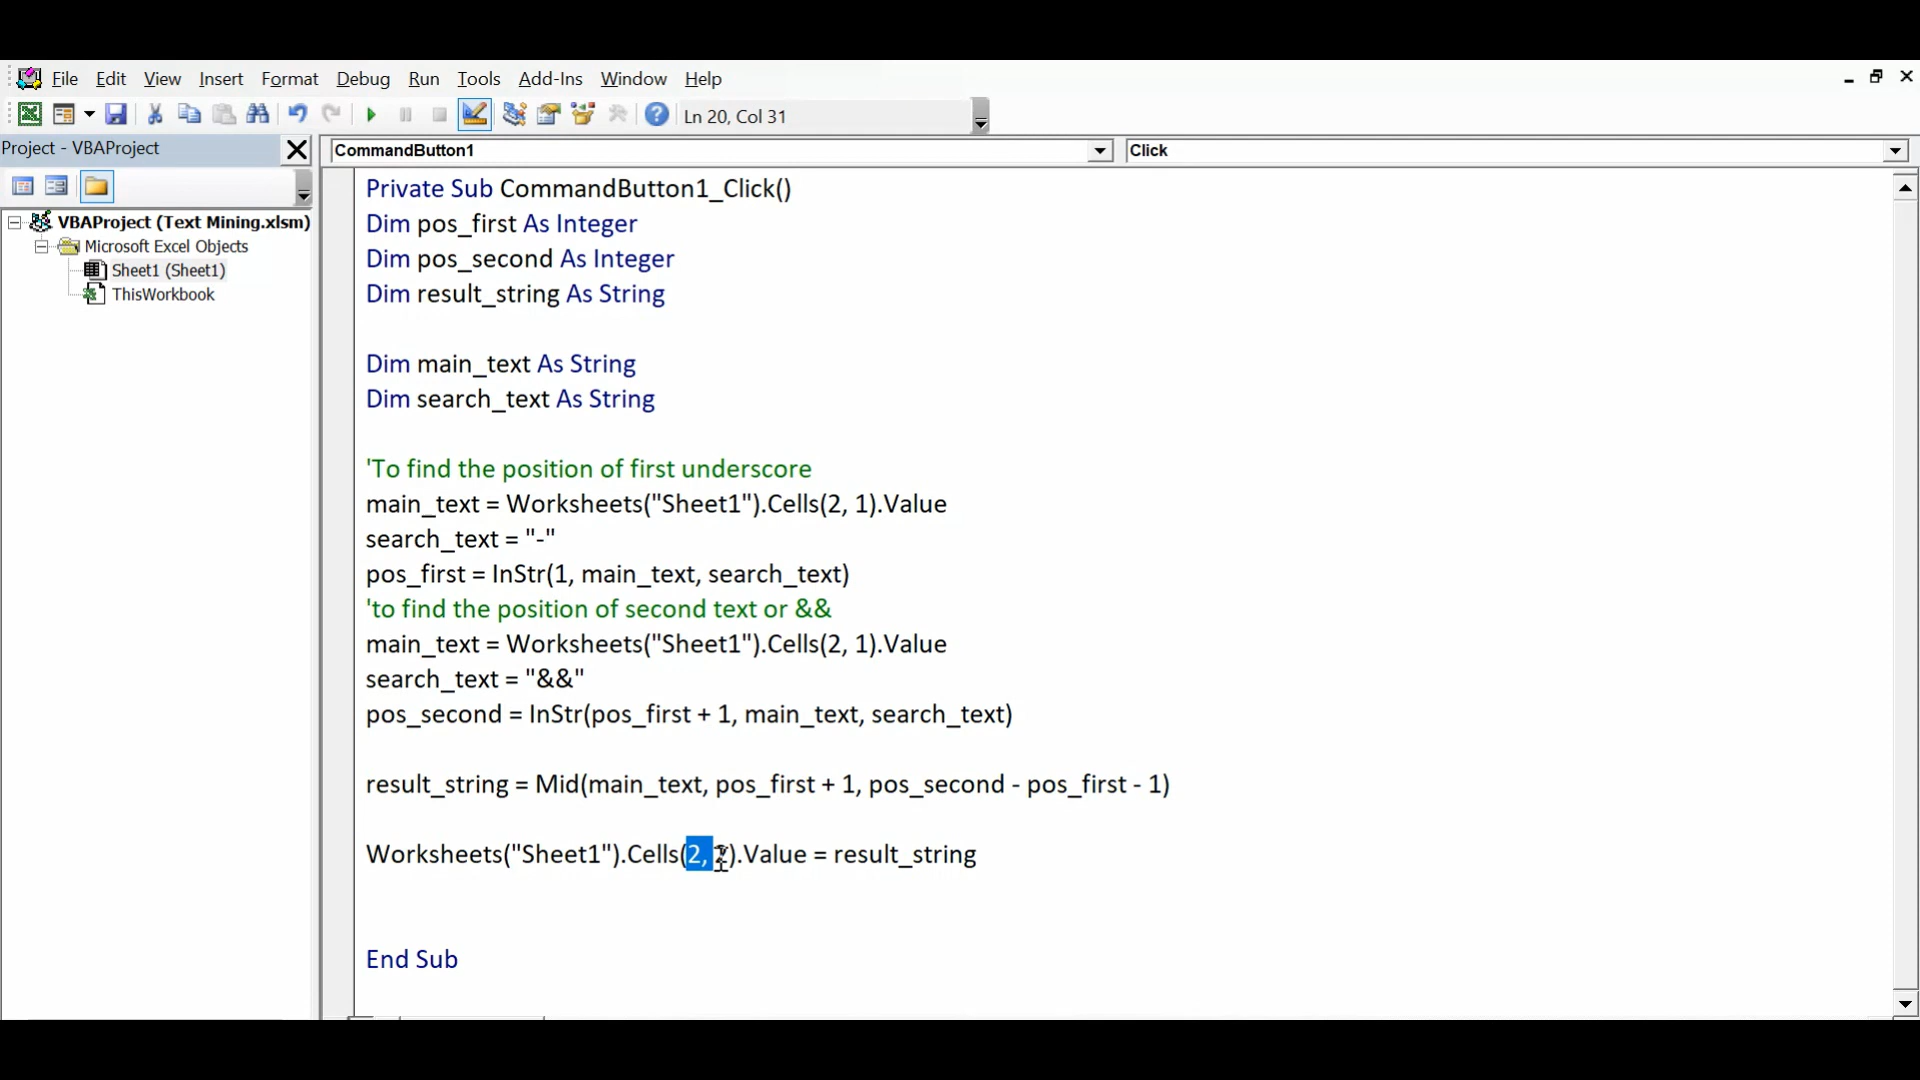 File Edit View Insert Format Debug Run Tools Add-Ins Window Help
Ln 20, Col 31
Project - VBAProject
CommandButton1
Click
VBAProject (Text Mining.xlsm)
Microsoft Excel Objects
Sheet1 (Sheet1)
ThisWorkbook
Private Sub CommandButton1_Click()
Dim pos_first As Integer
Dim pos_second As Integer
Dim result_string As String
Dim main_text As String
Dim search_text As String
'To find the position of first underscore
main_text = Worksheets("Sheet1").Cells(2, 1).Value
search_text = "-"
pos_first = InStr(1, main_text, search_text)
'to find the position of second text or &&
main_text = Worksheets("Sheet1").Cells(2, 1).Value
search_text = "&&"
pos_second = InStr(pos_first + 1, main_text, search_text)
result_string = Mid(main_text, pos_first + 1, pos_second - pos_first - 1)
Worksheets("Sheet1").Cells(2, 2).Value = result_string
End Sub